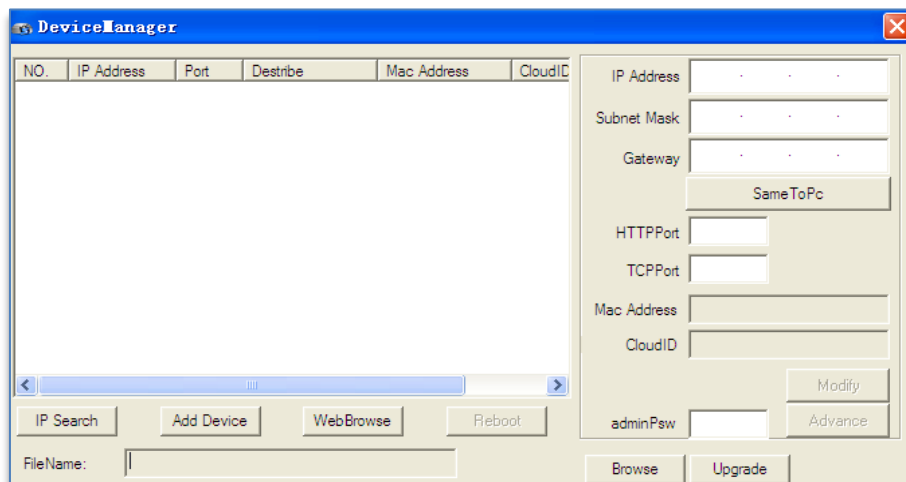 DeviceManager
NO. IP Address Port Destribe Mac Address CloudID
IP Address
Subnet Mask
Gateway
SameToPc
HTTPPort
TCPPort
Mac Address
CloudID
Modify
IP Search Add Device WebBrowse Reboot adminPsw Advance
FileName: Browse Upgrade